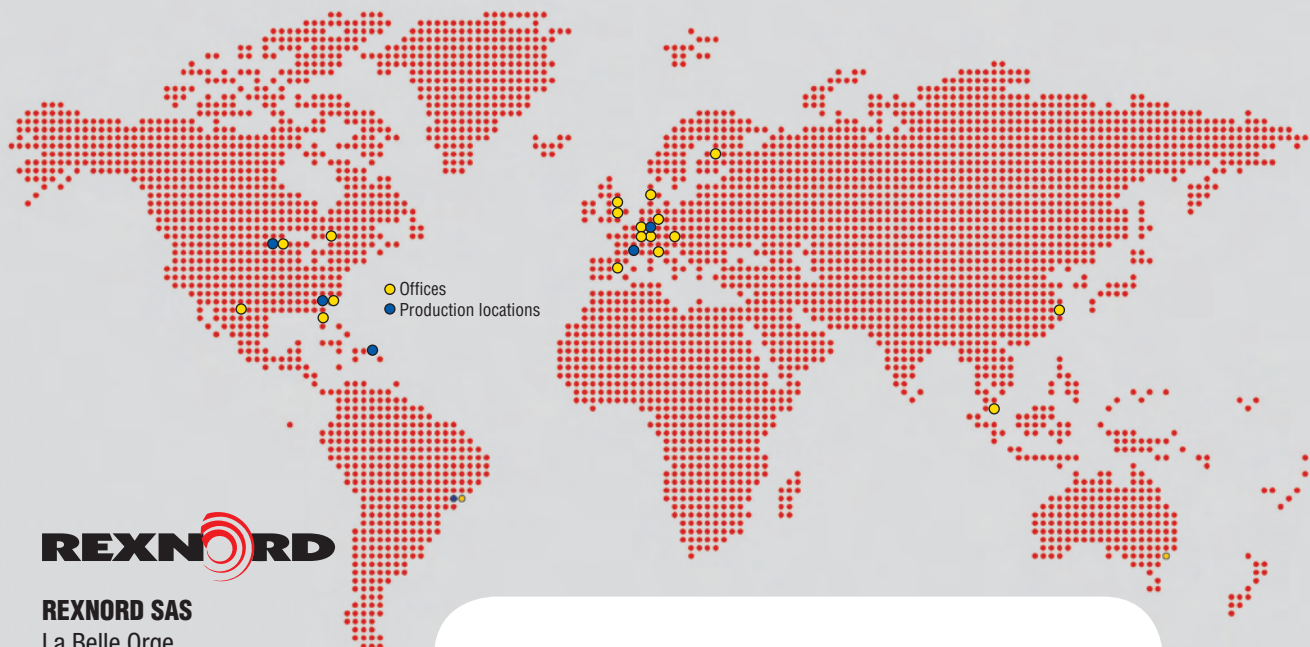 Offices
Production locations
REXNORD
REXNORD SAS
La Belle Orge